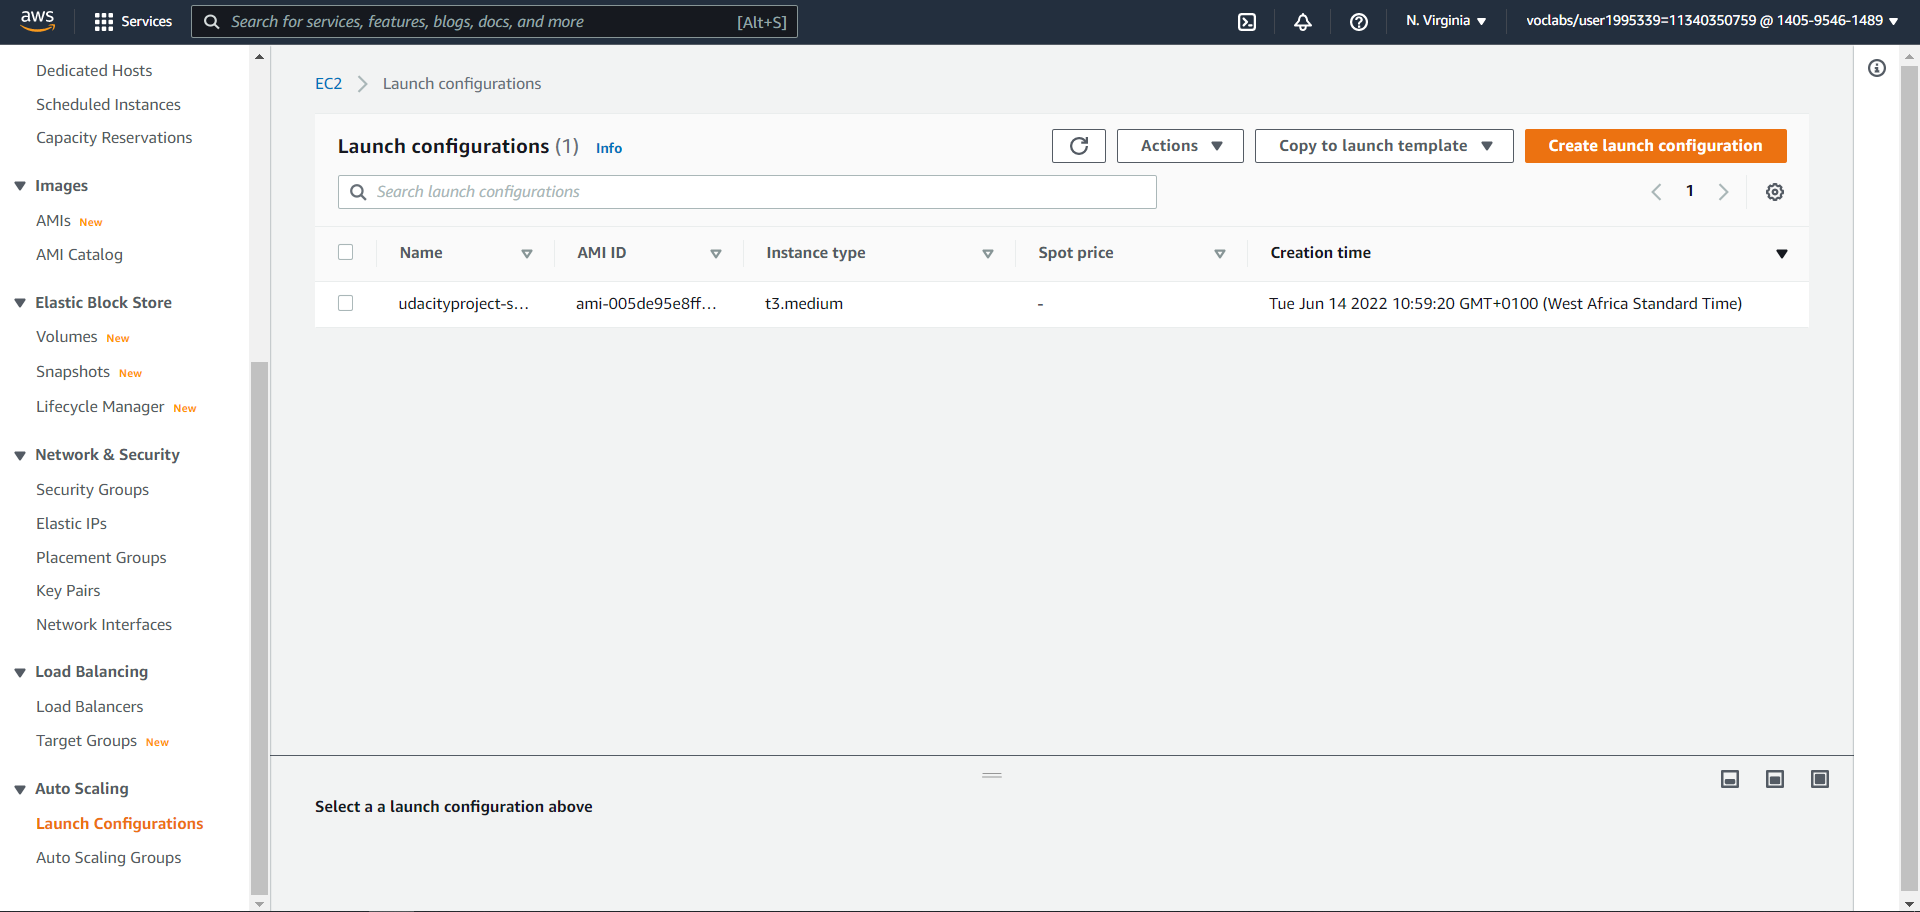 aws Services Search for services, features, blogs, docs, and more [Alt+S] N. Virginia voclabs/user1995339=11340350759 @ 1405-9546-1489
Dedicated Hosts
Scheduled Instances
Capacity Reservations
Images
AMIs New
AMI Catalog
Elastic Block Store
Volumes New
Snapshots New
Lifecycle Manager New
Network & Security
Security Groups
Elastic IPs
Placement Groups
Key Pairs
Network Interfaces
Load Balancing
Load Balancers
Target Groups New
Auto Scaling
Launch Configurations
Auto Scaling Groups
EC2 Launch configurations
Launch configurations (1) Info Actions Copy to launch template Create launch configuration
Search launch configurations 1
Name AMI ID Instance type Spot price Creation time
udacityproject-s... ami-005de95e8ff... t3.medium - Tue Jun 14 2022 10:59:20 GMT+0100 (West Africa Standard Time)
Select a a launch configuration above